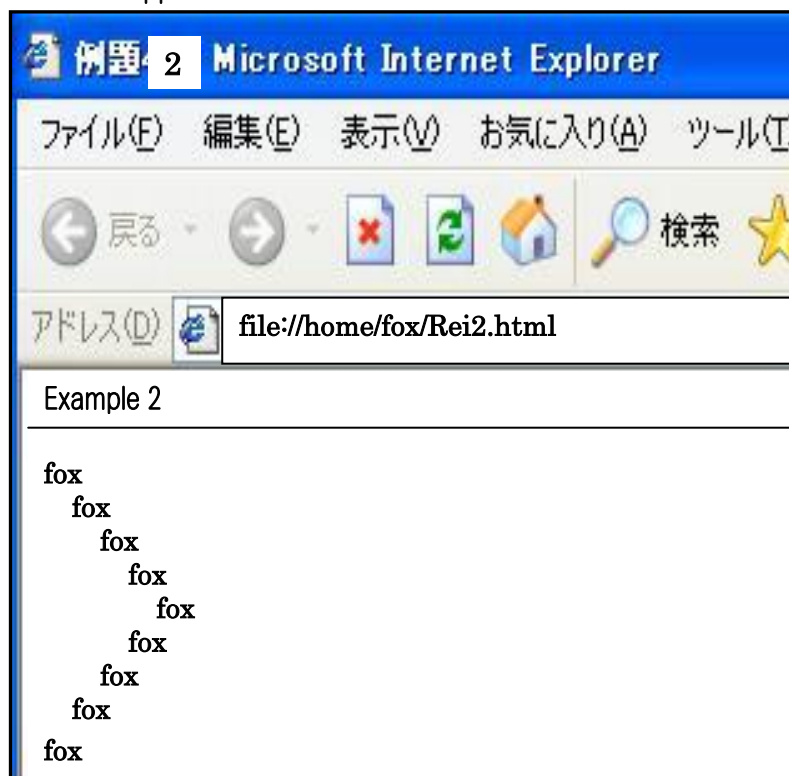 例題 2 Microsoft Internet Explorer
ファイル(F) 編集(E) 表示(V) お気に入り(A) ツール(T
戻る 検索
アドレス(D) file://home/fox/Rei2.html
Example 2
fox
fox
fox
fox
fox
fox
fox
fox
fox